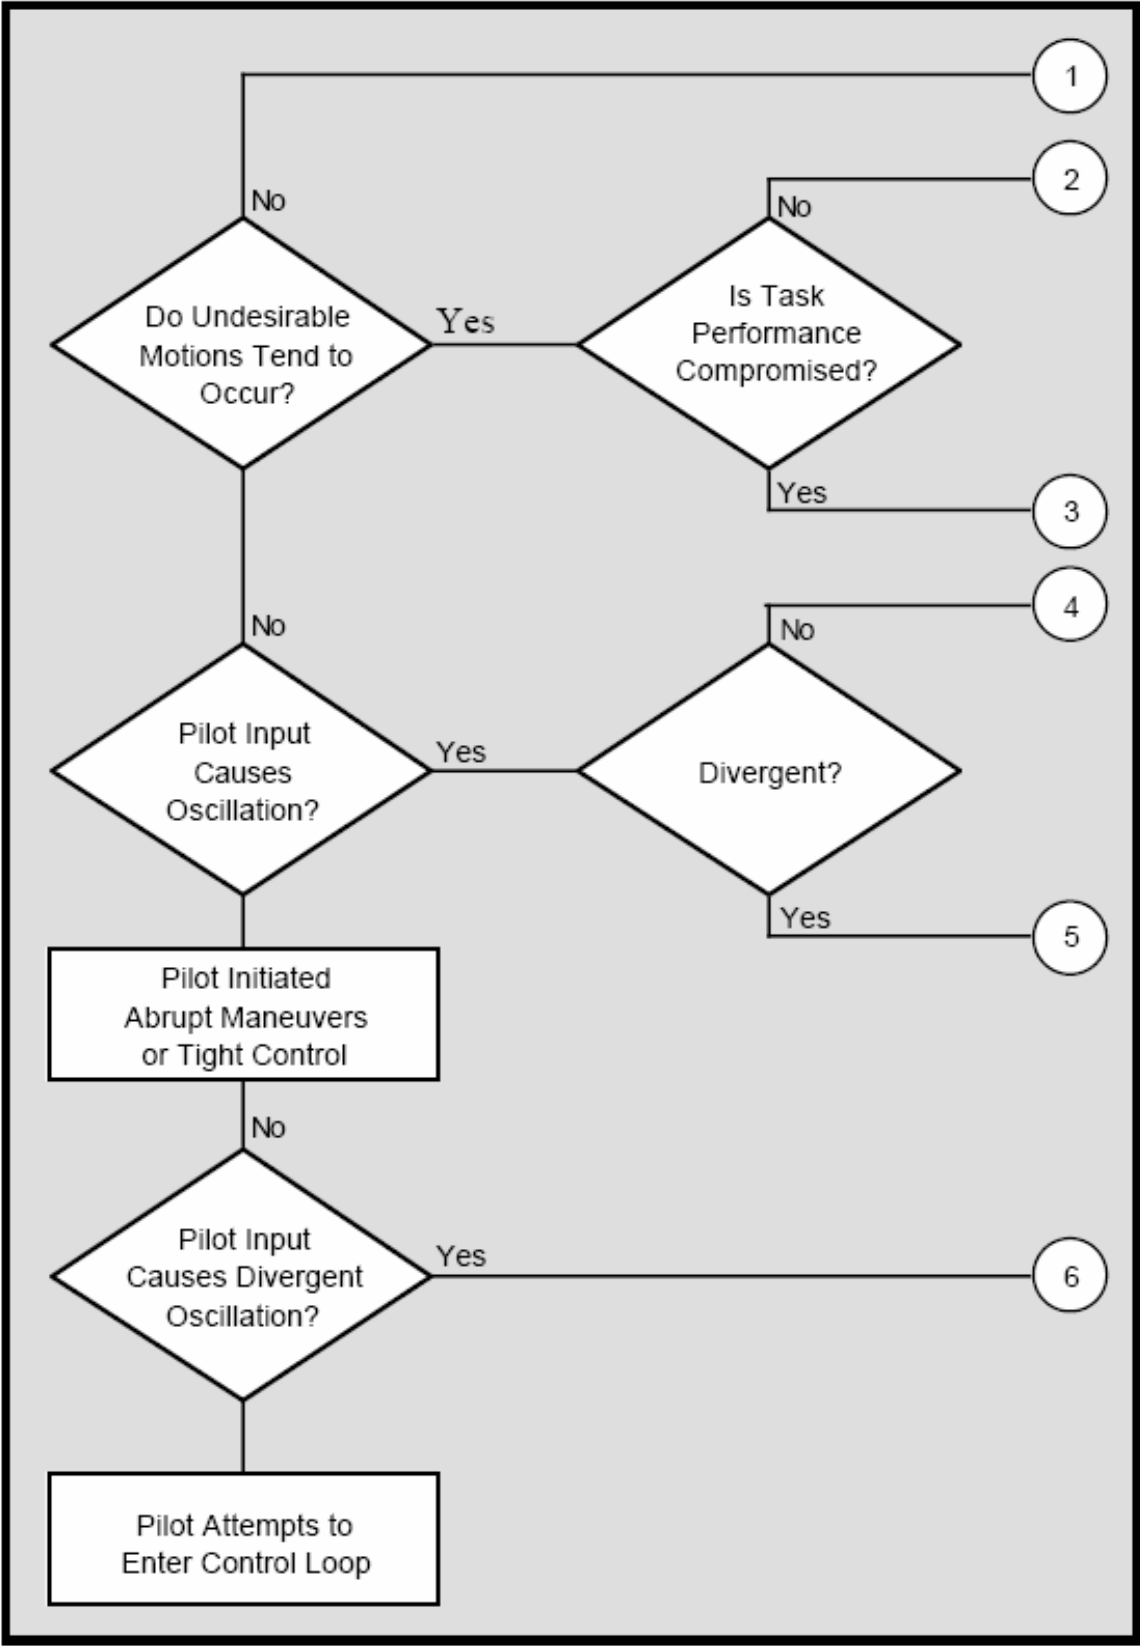 1
No
2
No
Do Undesirable
Motions Tend to
Occur?
Yes
Is Task
Performance
Compromised?
Yes
3
4
No
No
Pilot Input
Causes
Oscillation?
Yes
Divergent?
Yes
5
Pilot Initiated
Abrupt Maneuvers
or Tight Control
No
Pilot Input
Causes Divergent
Oscillation?
Yes
6
Pilot Attempts to
Enter Control Loop